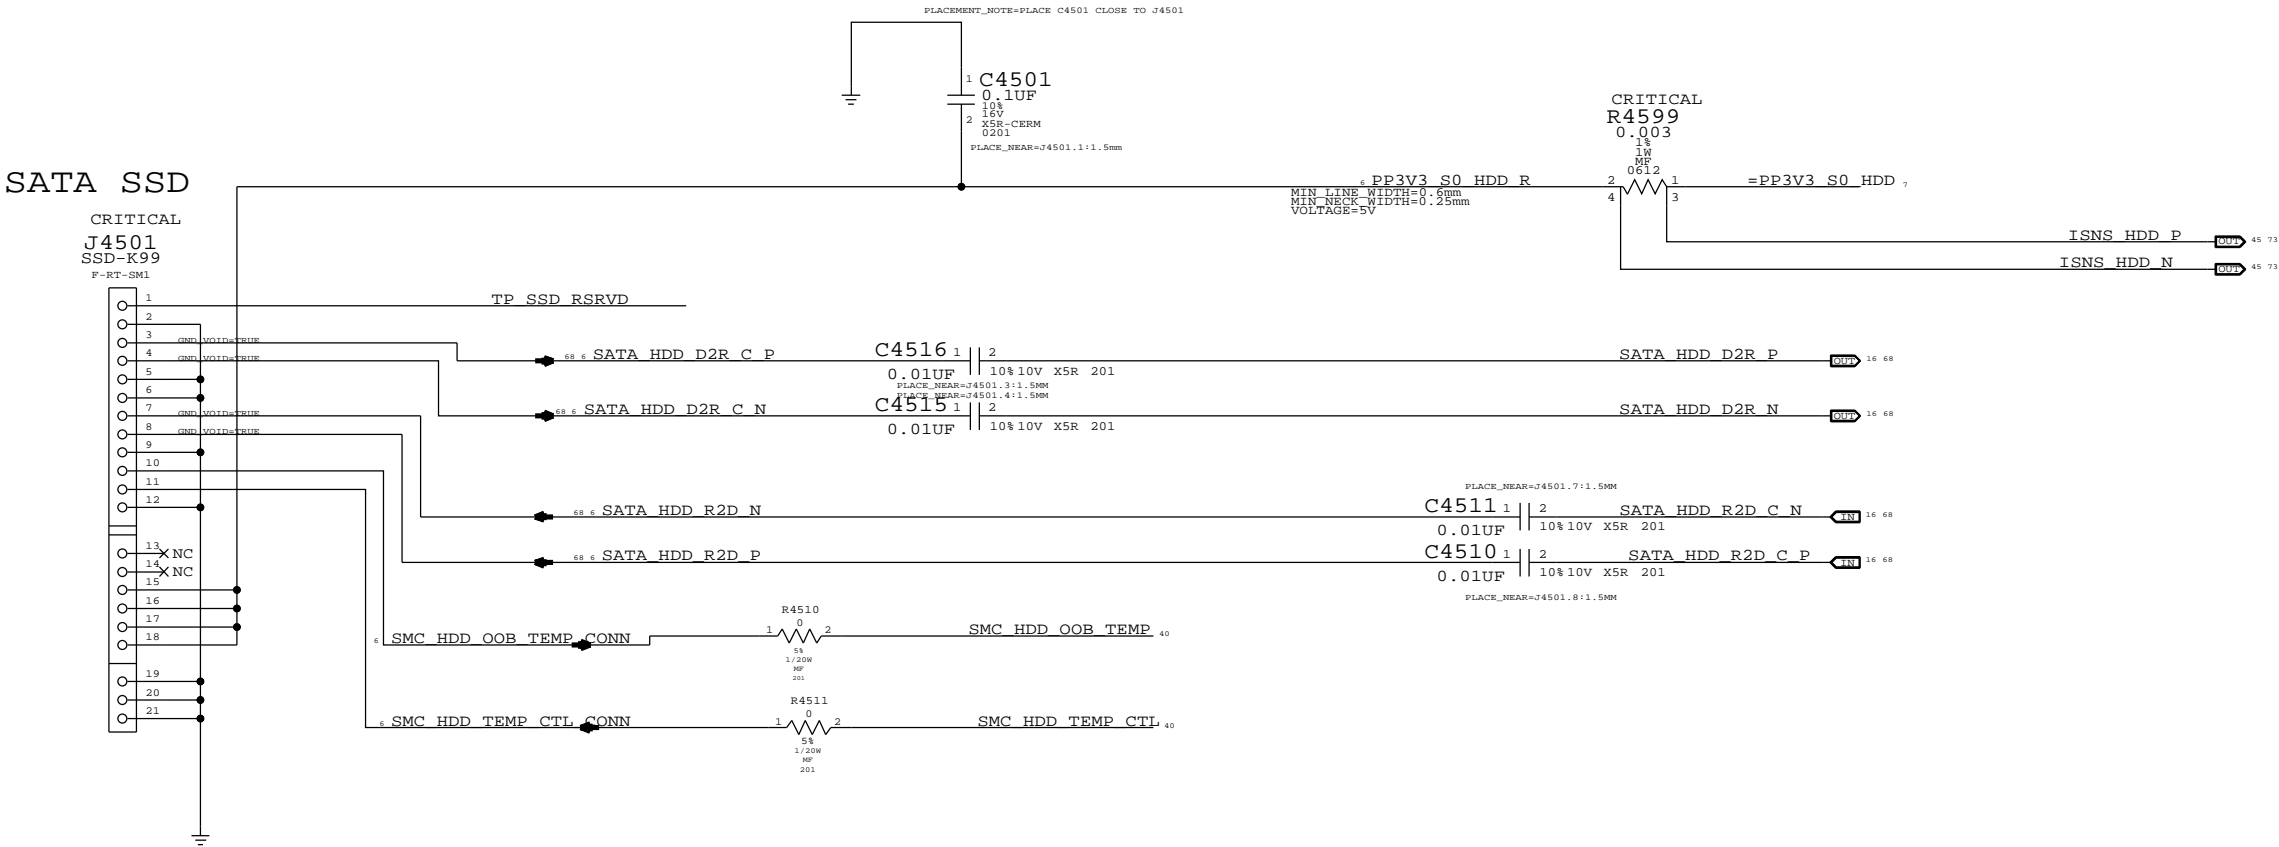 PLACEMENT_NOTE=PLACE C4501 CLOSE TO J4501
1 C4501
0.1UF
10%
16V
2 X5R-CERM
0201
PLACE_NEAR=J4501.1:1.5mm
CRITICAL
R4599
0.003
1%
1W
MF
0612
SATA SSD
6 PP3V3_S0_HDD_R
MIN_LINE_WIDTH=0.6mm
MIN_NECK_WIDTH=0.25mm
VOLTAGE=5V
2 1
4 3
=PP3V3_S0_HDD 7
ISNS_HDD_P OUT 45 73
ISNS_HDD_N OUT 45 73
CRITICAL
J4501
SSD-K99
F-RT-SM1
1 TP_SSD_RSRVD
2
3 GND_VOID=TRUE
4 GND_VOID=TRUE
5
6
7 GND_VOID=TRUE
8 GND_VOID=TRUE
9
10
11
12
13 NC
14 NC
15
16
17
18
19
20
21
68 6 SATA_HDD_D2R_C_P C4516 1 2 SATA_HDD_D2R_P OUT 16 68
0.01UF 10% 10V X5R 201
PLACE_NEAR=J4501.3:1.5MM
PLACE_NEAR=J4501.4:1.5MM
68 6 SATA_HDD_D2R_C_N C4515 1 2 SATA_HDD_D2R_N OUT 16 68
0.01UF 10% 10V X5R 201
PLACE_NEAR=J4501.7:1.5MM
68 6 SATA_HDD_R2D_N C4511 1 2 SATA_HDD_R2D_C_N IN 16 68
0.01UF 10% 10V X5R 201
68 6 SATA_HDD_R2D_P C4510 1 2 SATA_HDD_R2D_C_P IN 16 68
0.01UF 10% 10V X5R 201
PLACE_NEAR=J4501.8:1.5MM
R4510
0
6 SMC_HDD_OOB_TEMP_CONN 1 2 SMC_HDD_OOB_TEMP 40
5%
1/20W
MF
201
R4511
0
6 SMC_HDD_TEMP_CTL_CONN 1 2 SMC_HDD_TEMP_CTL 40
5%
1/20W
MF
201